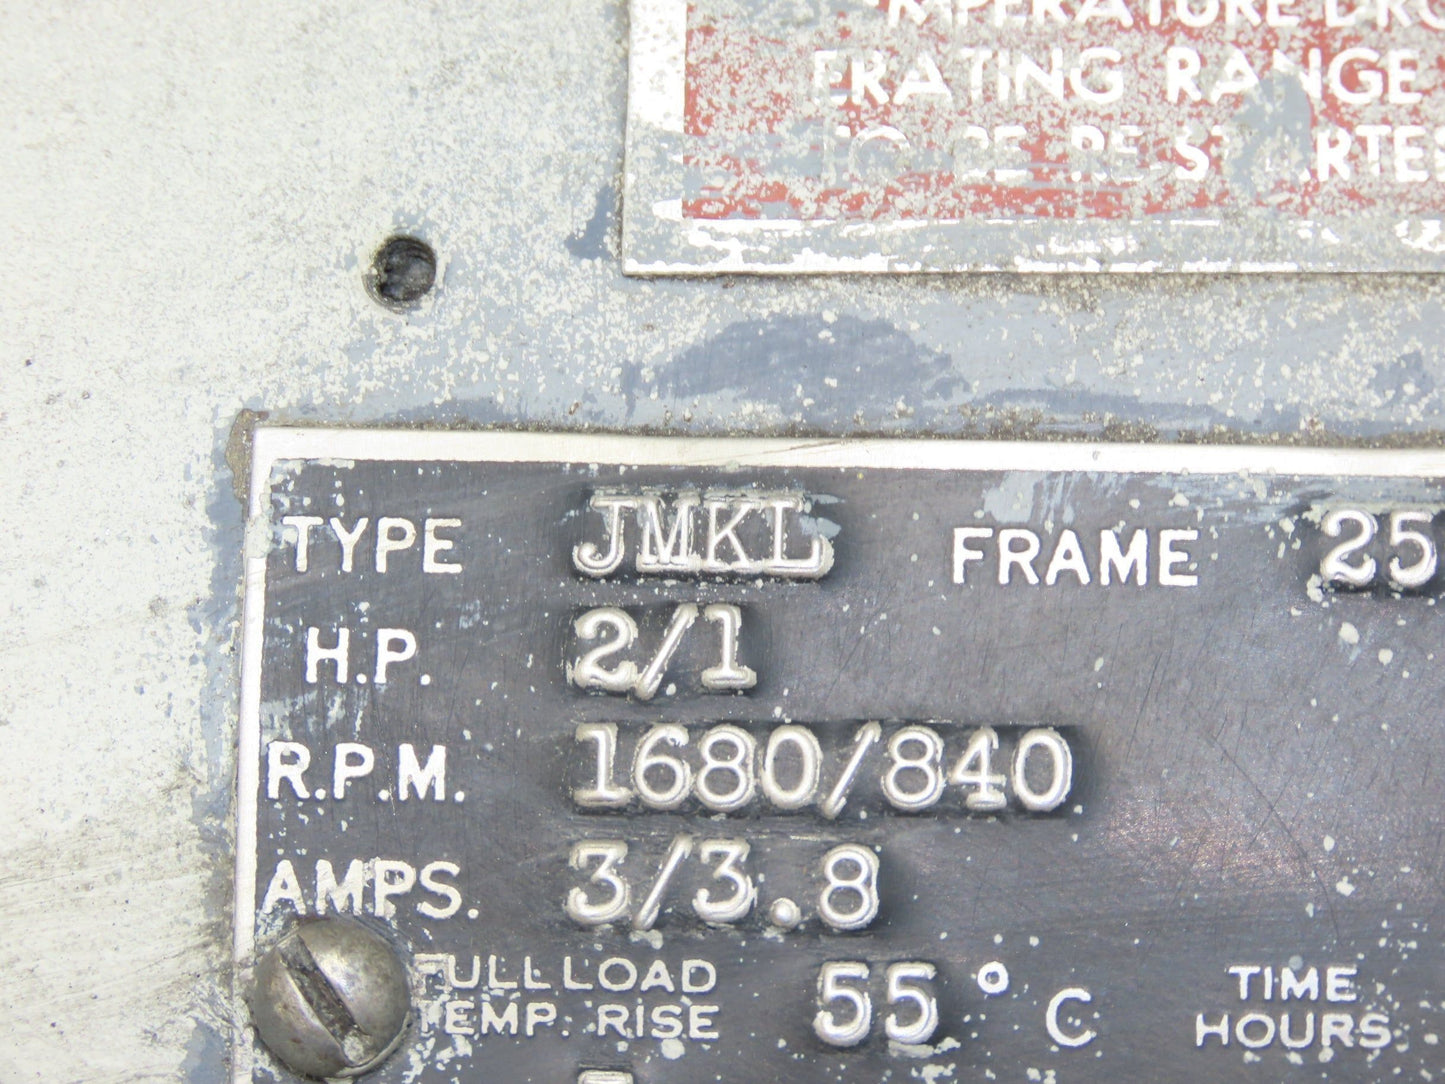 RATING RANGE
TYPE JMKL FRAME 25
H.P. 2/1
R.P.M. 1680/840
AMPS. 3/3.8
FULL LOAD
TEMP. RISE 55 °C TIME
HOURS